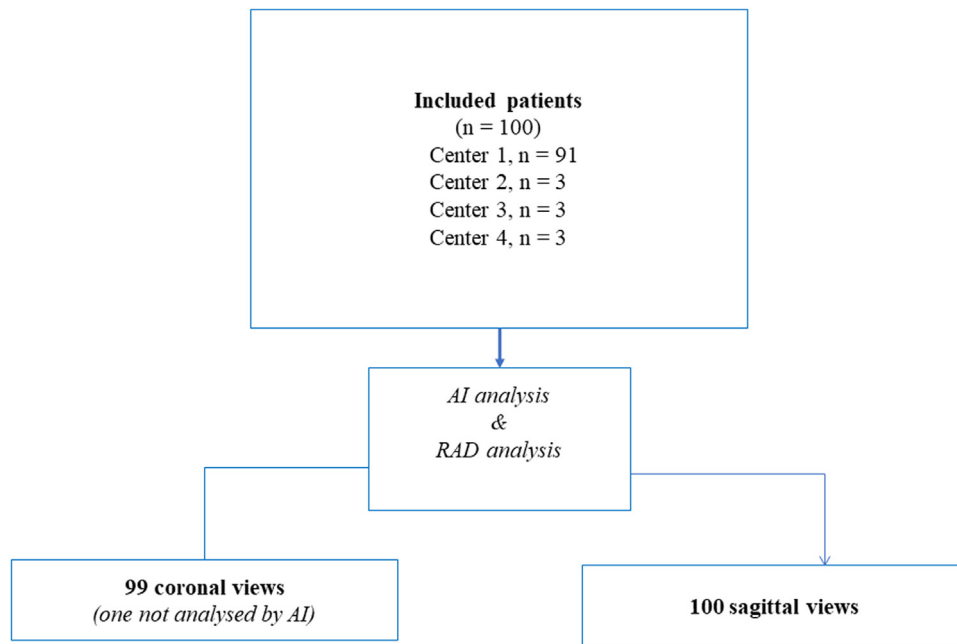 Included patients
(n = 100)
Center 1, n = 91
Center 2, n = 3
Center 3, n = 3
Center 4, n = 3
AI analysis
&
RAD analysis
99 coronal views
(one not analysed by AI)
100 sagittal views